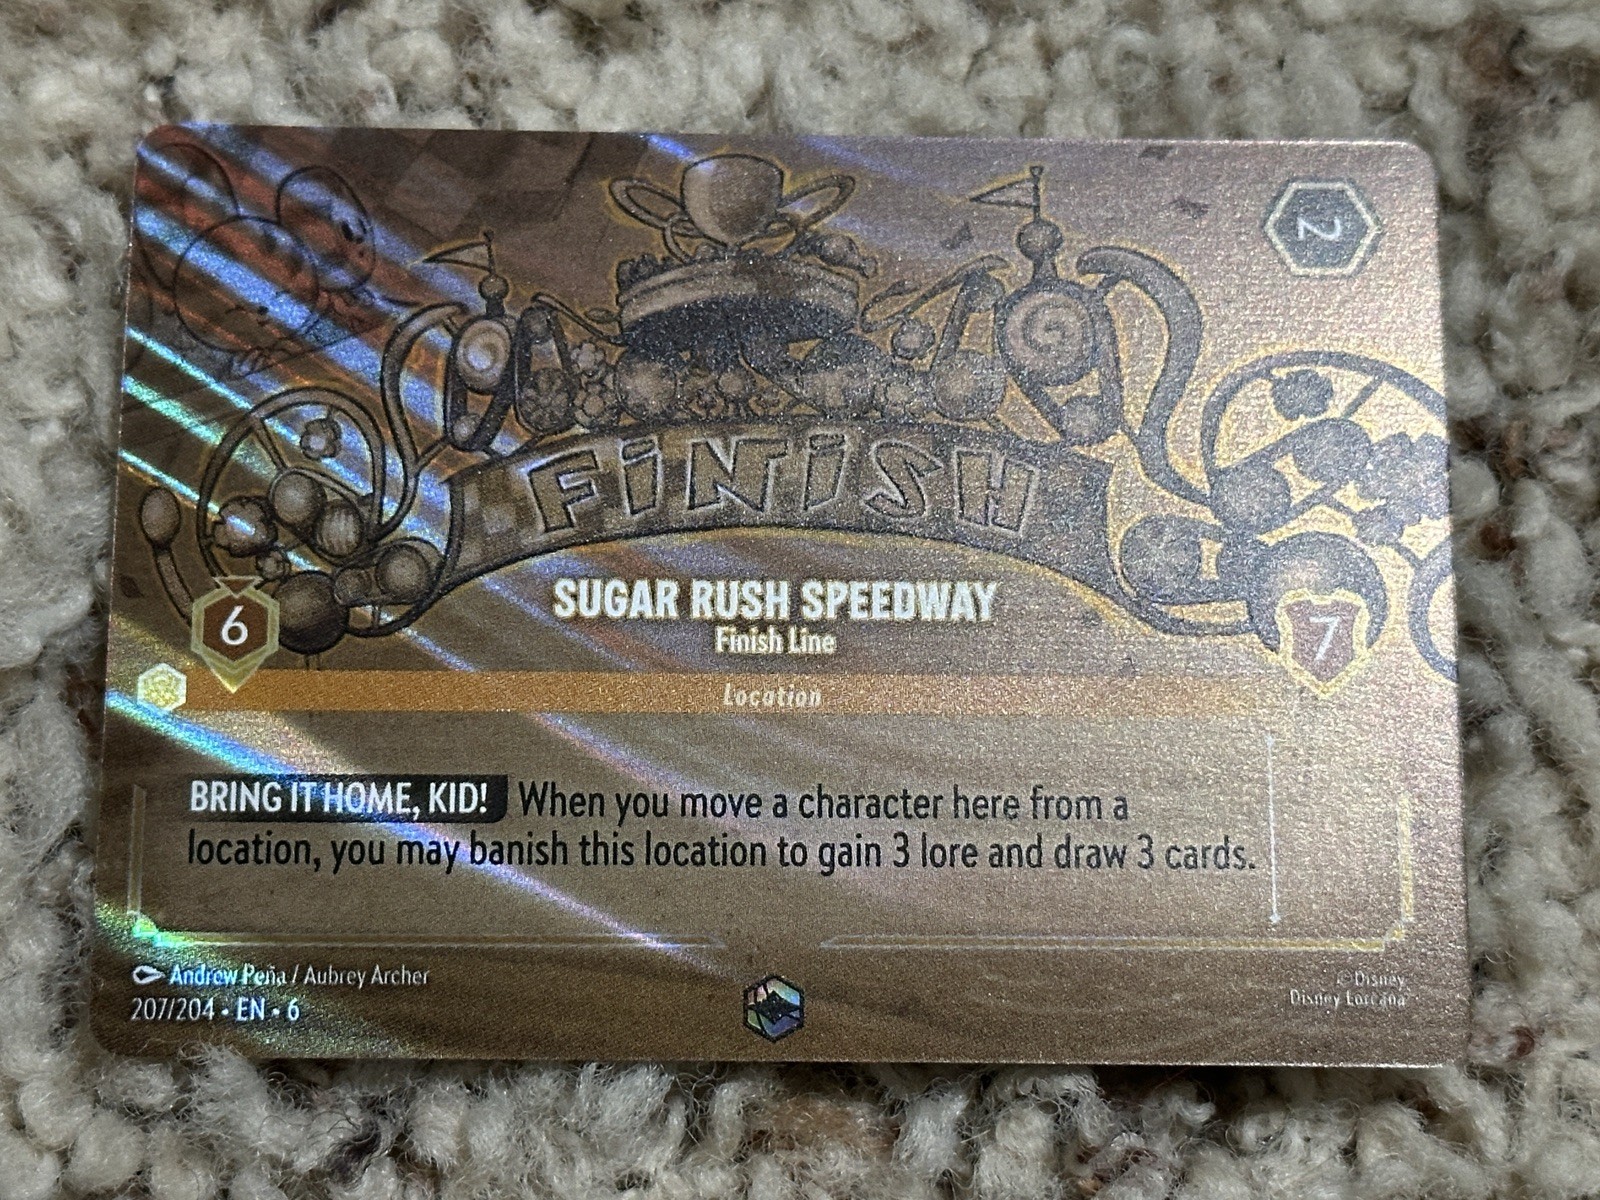 2
FiNiSH
SUGAR RUSH SPEEDWAY
Finish Line
6
7
Location
BRING IT HOME, KID! When you move a character here from a
location, you may banish this location to gain 3 lore and draw 3 cards.
Andrew Peña / Aubrey Archer
207/204 • EN • 6
©Disney
Disney Lorcana